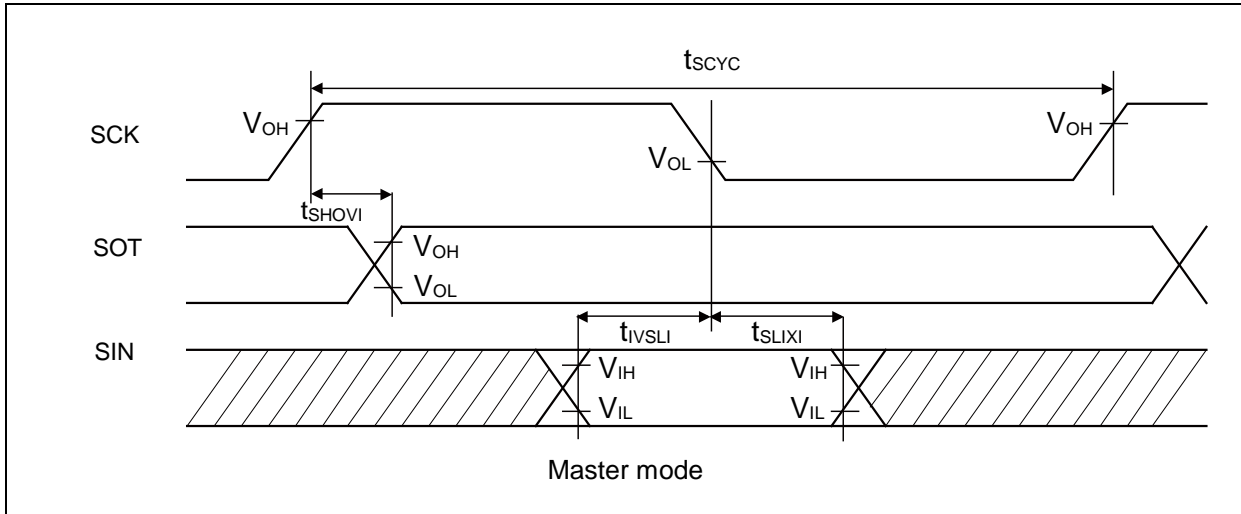 tSCYC
SCK
VOH
VOL
VOH
tSHOVI
SOT
VOH
VOL
tIVSLI
tSLIXI
SIN
VIH
VIH
VIL
VIL
Master mode